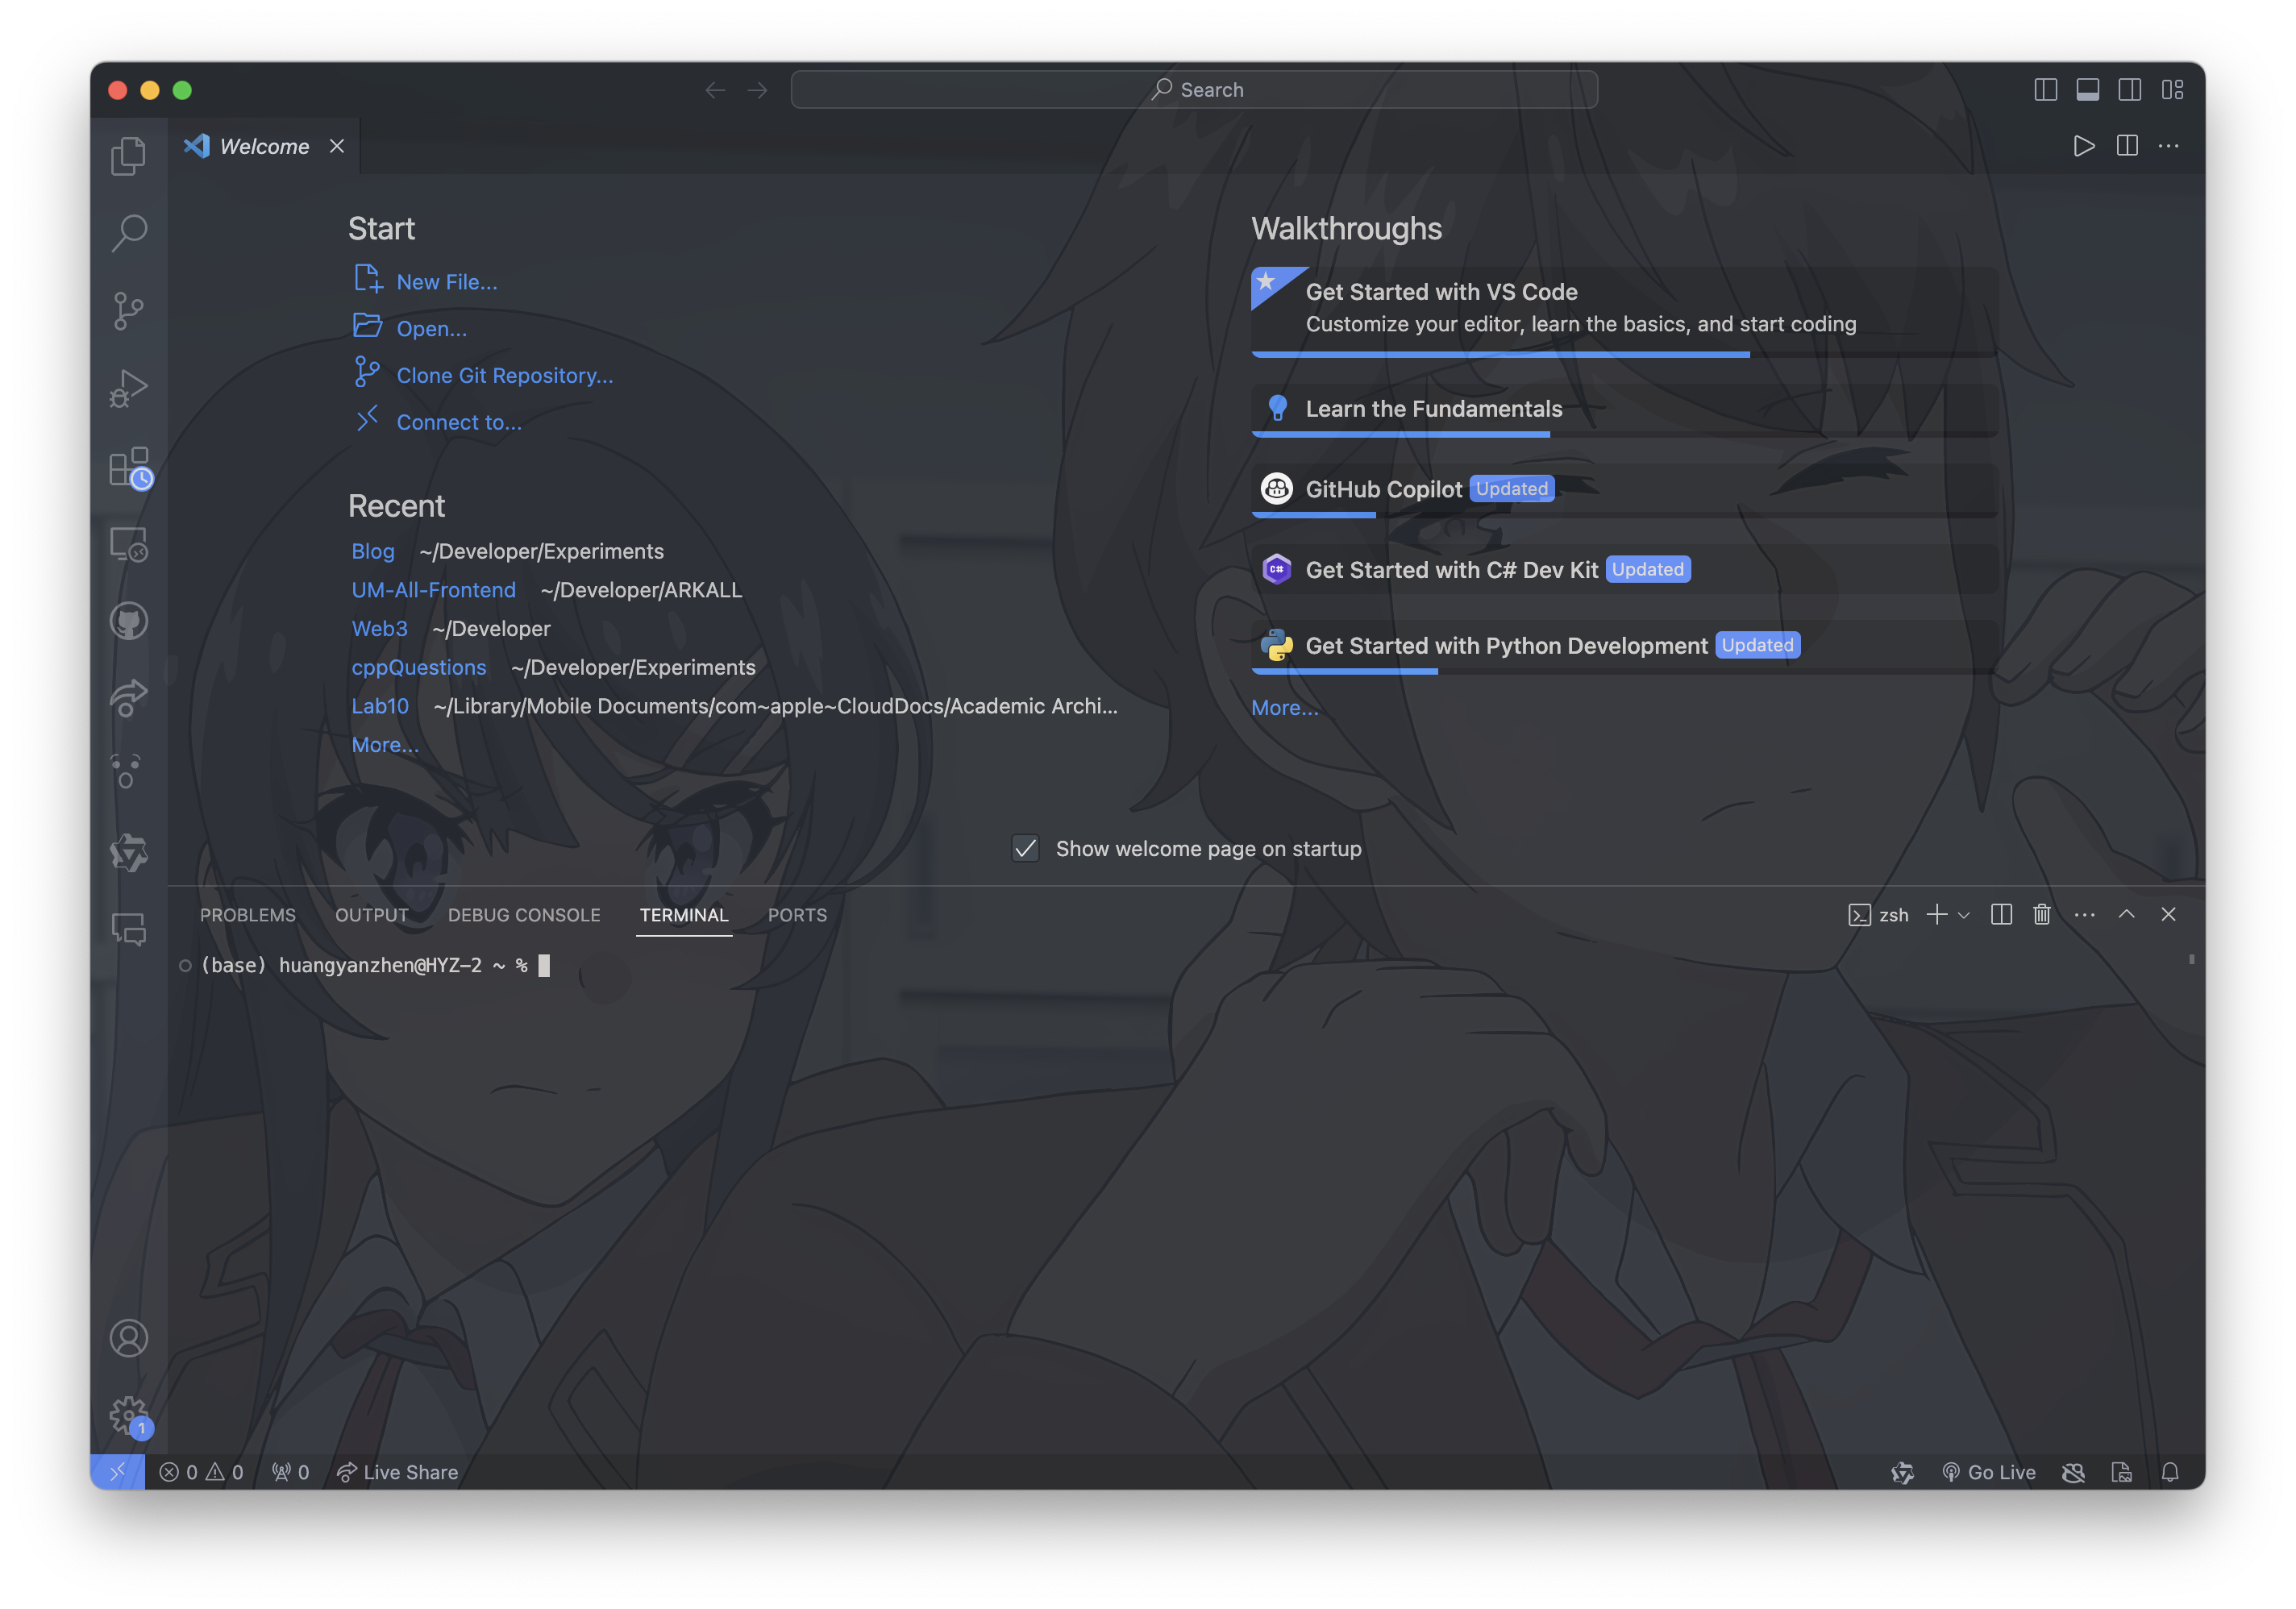 Search
Welcome
Start
New File...
Open...
Clone Git Repository...
Connect to...
Recent
Blog ~/Developer/Experiments
UM-All-Frontend ~/Developer/ARKALL
Web3 ~/Developer
cppQuestions ~/Developer/Experiments
Lab10 ~/Library/Mobile Documents/com~apple~CloudDocs/Academic Archi...
More...
Walkthroughs
Get Started with VS Code
Customize your editor, learn the basics, and start coding
Learn the Fundamentals
GitHub Copilot Updated
C# Get Started with C# Dev Kit Updated
Get Started with Python Development Updated
More...
Show welcome page on startup
PROBLEMS OUTPUT DEBUG CONSOLE TERMINAL PORTS zsh
(base) huangyanzhen@HYZ-2 ~ %
1
0 0 0 Live Share Go Live